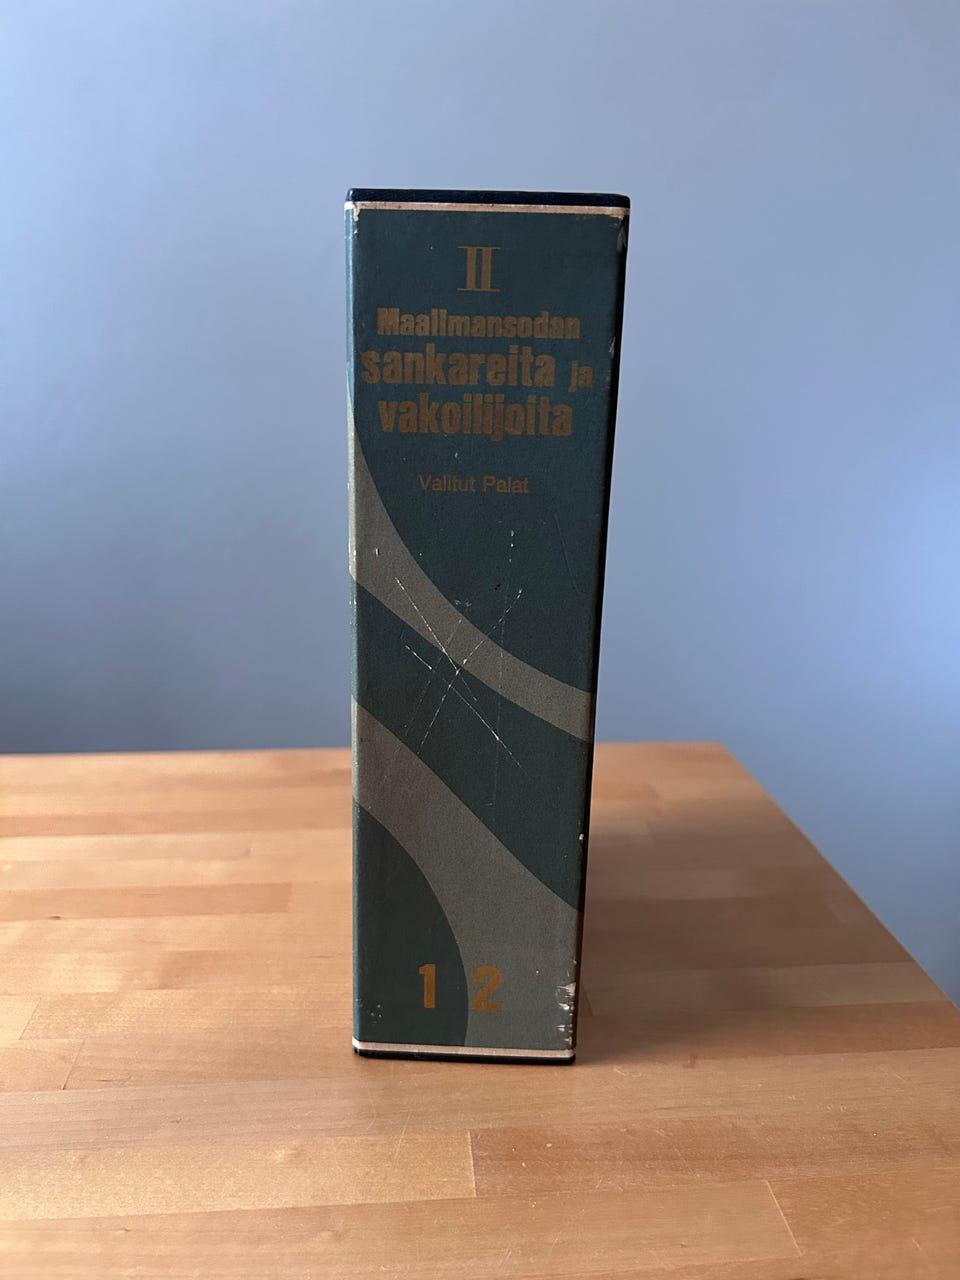 II
Maailmansodan
sankareita ja
vakoilijoita
Valitut Palat
1 2